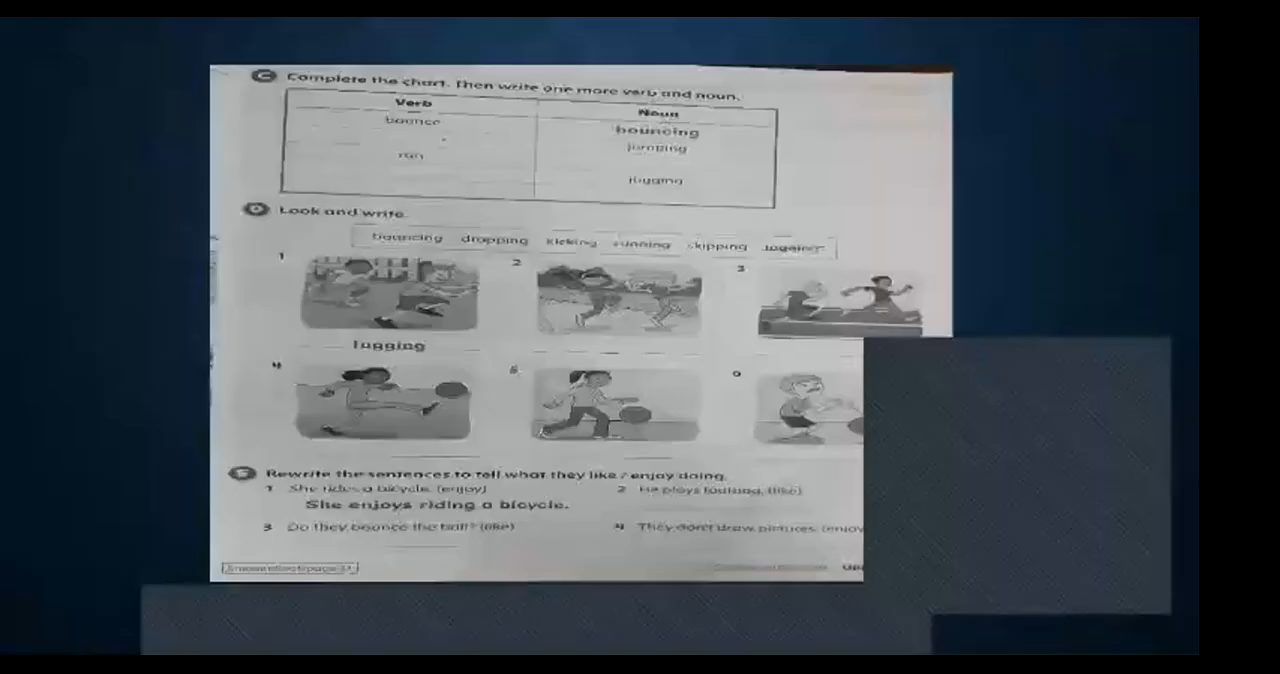 C Complete the chart. Then write one more verb and noun.
Verb Noun
bounce bouncing
jumping
run
jogging
D Look and write.
bouncing dropping kicking running skipping jogging
1 2 3
jogging
4 5 6
E Rewrite the sentences to tell what they like / enjoy doing.
1 She rides a bicycle. (enjoy) 2 He plays (like)
She enjoys riding a bicycle.
3 Do they bounce the ball? (like) 4 They don't draw pictures. (enjoy